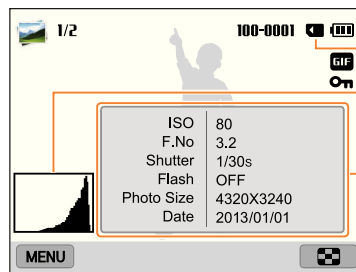 1/2 100-0001
GIF
ISO 80
F.No 3.2
Shutter 1/30s
Flash OFF
Photo Size 4320X3240
Date 2013/01/01
MENU